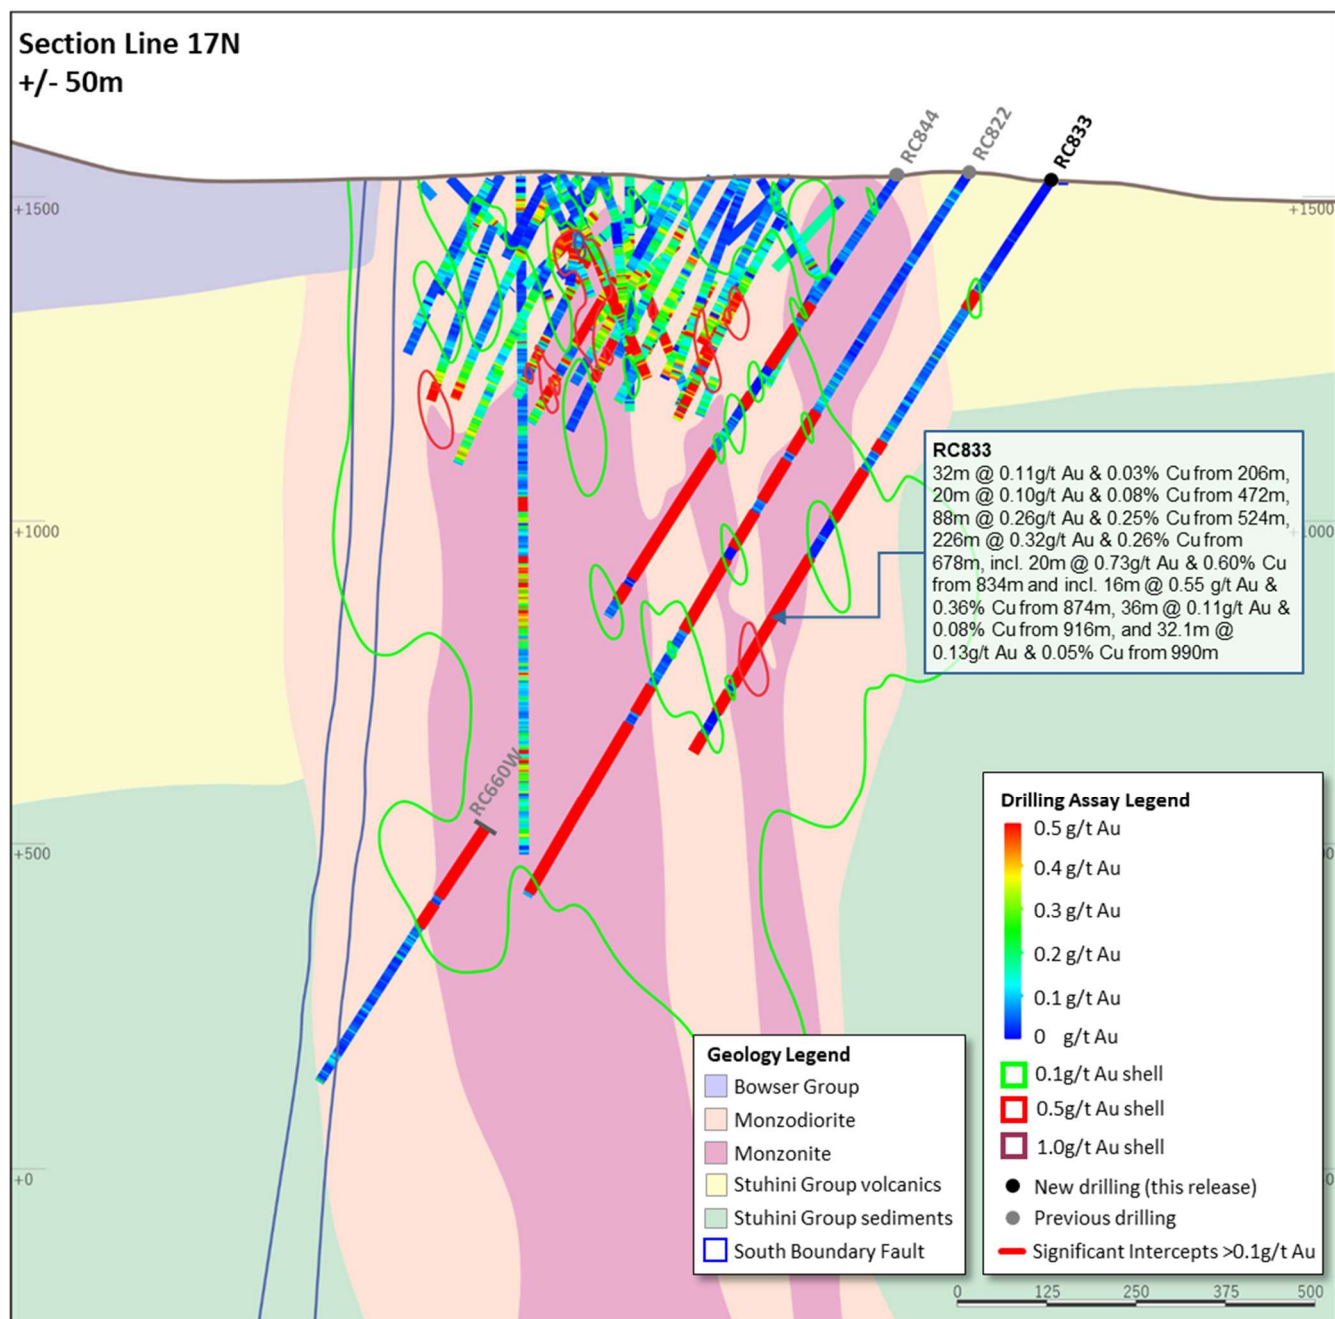 Section Line 17N
+/- 50m
RC844
RC822
RC833
+1500
+1500
RC833
32m @ 0.11g/t Au & 0.03% Cu from 206m,
20m @ 0.10g/t Au & 0.08% Cu from 472m,
88m @ 0.26g/t Au & 0.25% Cu from 524m,
226m @ 0.32g/t Au & 0.26% Cu from
678m, incl. 20m @ 0.73g/t Au & 0.60% Cu
from 834m and incl. 16m @ 0.55 g/t Au &
0.36% Cu from 874m, 36m @ 0.11g/t Au &
0.08% Cu from 916m, and 32.1m @
0.13g/t Au & 0.05% Cu from 990m
+1000
RC660W
+500
+0
Geology Legend
Bowser Group
Monzodiorite
Monzonite
Stuhini Group volcanics
Stuhini Group sediments
South Boundary Fault
Drilling Assay Legend
0.5 g/t Au
0.4 g/t Au
0.3 g/t Au
0.2 g/t Au
0.1 g/t Au
0 g/t Au
0.1g/t Au shell
0.5g/t Au shell
1.0g/t Au shell
New drilling (this release)
Previous drilling
Significant Intercepts >0.1g/t Au
0 125 250 375 500